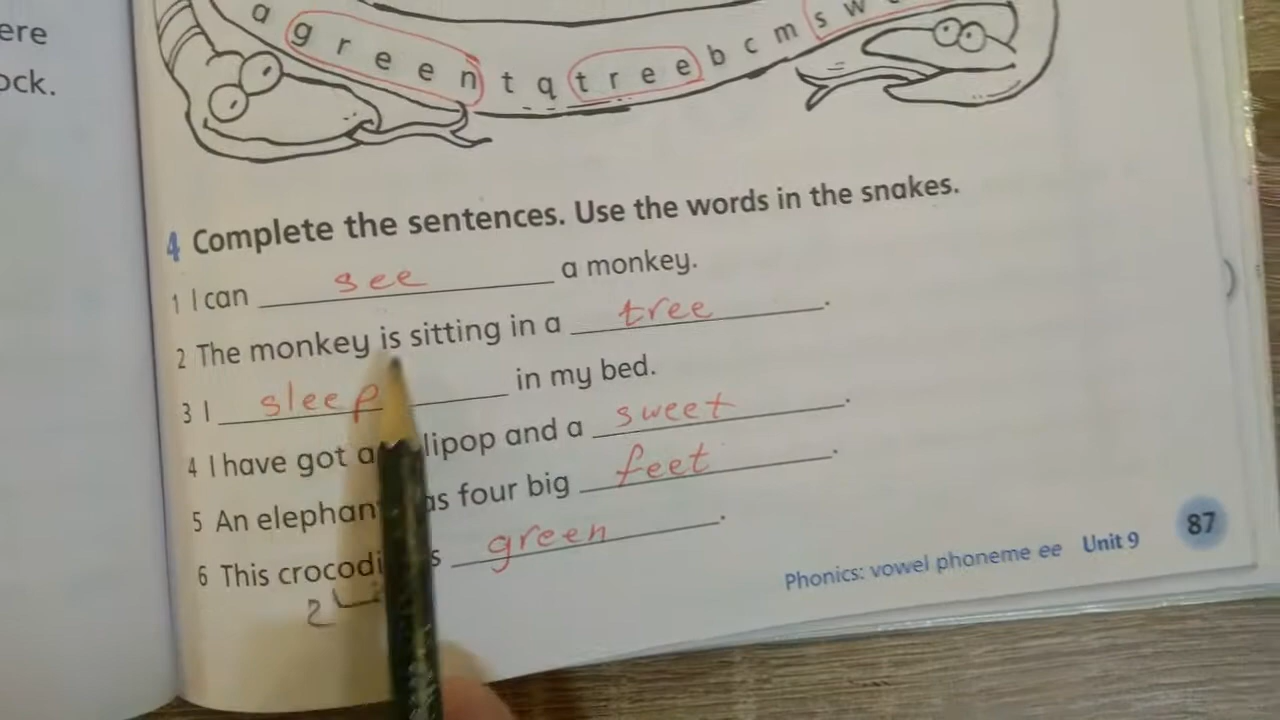 ere
ock.
a g r e e n t q t r e e b c m s w
4 Complete the sentences. Use the words in the snakes.
1 I can see a monkey.
2 The monkey is sitting in a tree.
3 I sleep in my bed.
4 I have got a lipop and a sweet.
5 An elephan as four big feet.
6 This crocodi s green.
2
Phonics: vowel phoneme ee Unit 9 87